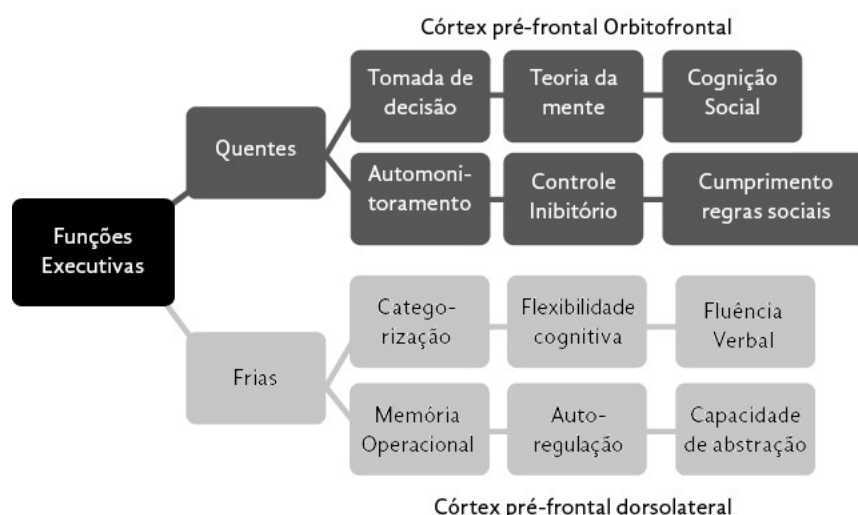 Córtex pré-frontal Orbitofrontal
Tomada de
decisão
Teoria da
mente
Cognição
Social
Quentes
Automoni-
toramento
Controle
Inibitório
Cumprimento
regras sociais
Funções
Executivas
Catego-
rização
Flexibilidade
cognitiva
Fluência
Verbal
Frias
Memória
Operacional
Auto-
regulação
Capacidade
de abstração
Córtex pré-frontal dorsolateral